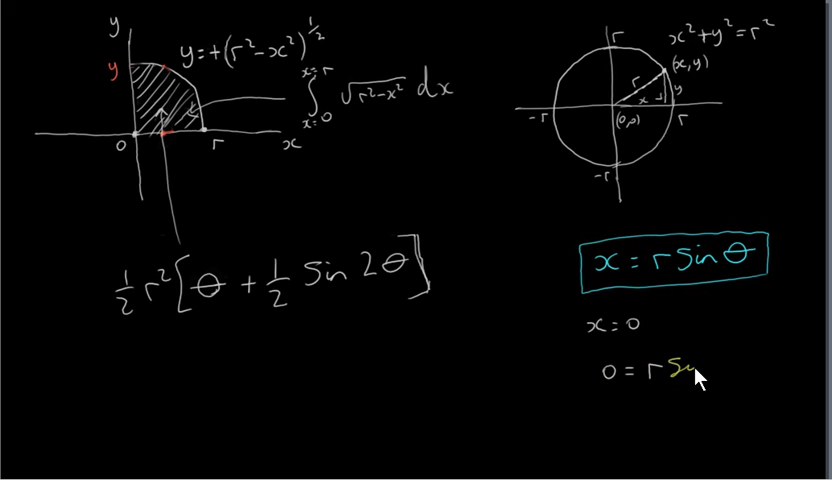 y
y = + (r² - x²)^½
y
∫_{x=0}^{x=r} √(r² - x²) dx
0
r
x
r
x² + y² = r²
(x, y)
r
y
x
-r
(0,0)
r
-r
½ r² [θ + ½ Sin 2θ]
x = r Sin θ
x = 0
0 = r Si